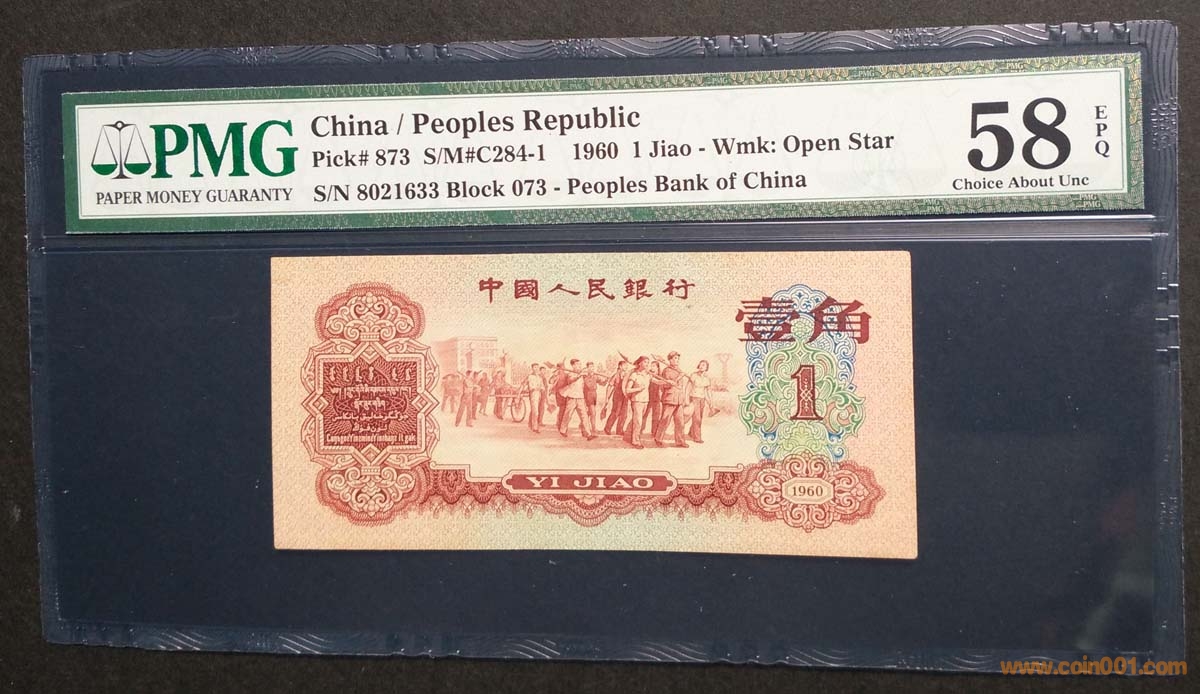 PMG
PAPER MONEY GUARANTY
China / Peoples Republic
Pick# 873 S/M#C284-1 1960 1 Jiao - Wmk: Open Star
S/N 8021633 Block 073 - Peoples Bank of China
58
EPQ
Choice About Unc
中國人民銀行
壹角
1
YI JIAO
1960
www.coin001.com